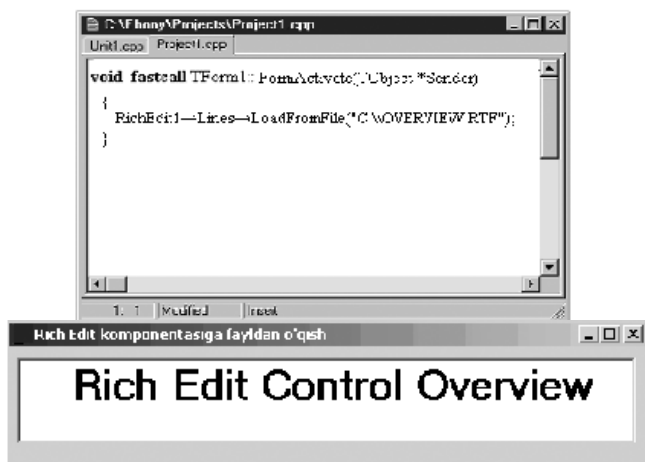 C:\Ebony\Projects\Project1.cpp
Unit1.cpp Project1.cpp
void fastcall TForm1:: FormActivate(TObject *Sender)
{
RichEdit1→Lines→LoadFromFile("C:\\OVERVIEW.RTF");
}
1: 1 Modified Insert
Rich Edit komponentasiga fayldan o'qish
Rich Edit Control Overview